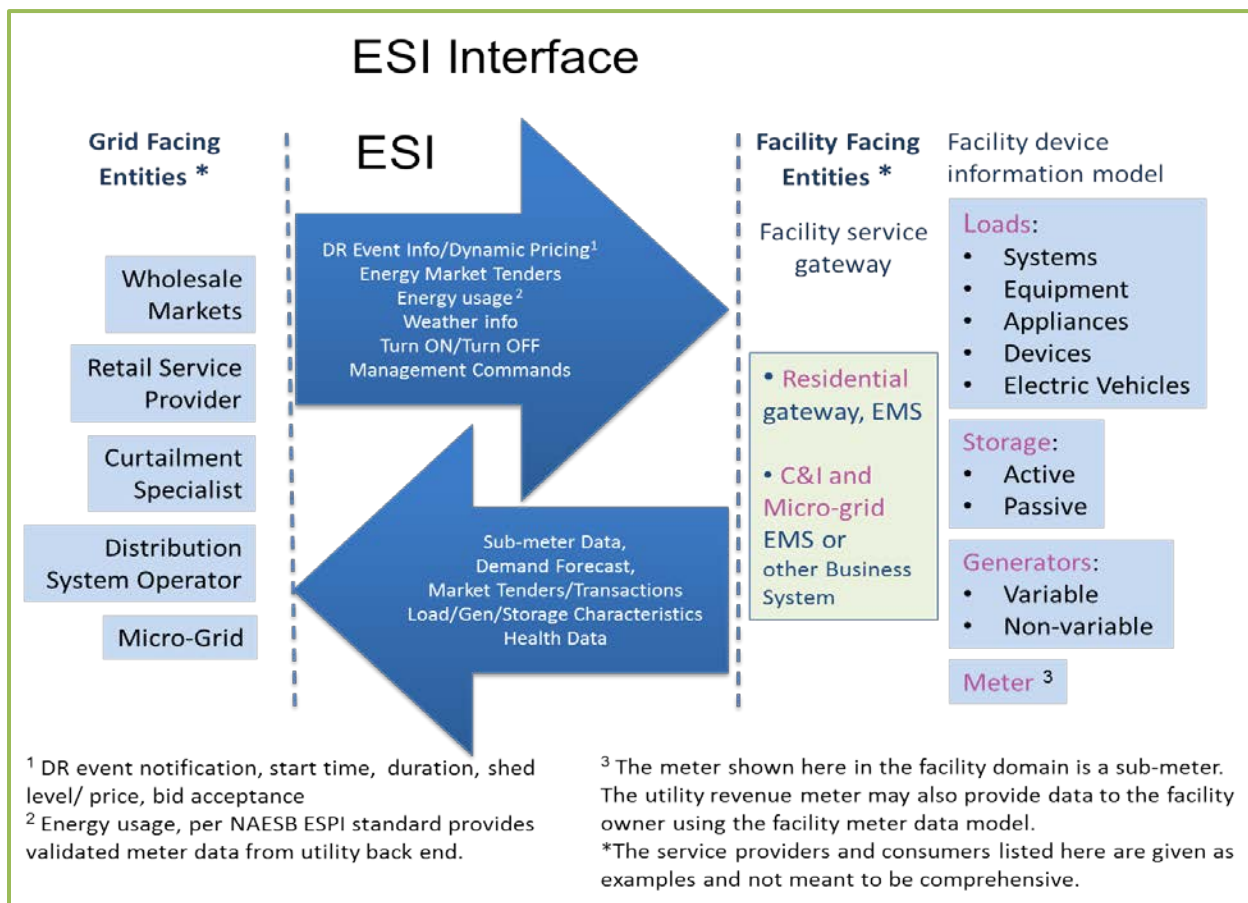 ESI Interface
Grid Facing
Entities *
Wholesale
Markets
Retail Service
Provider
Curtailment
Specialist
Distribution
System Operator
Micro-Grid
ESI
DR Event Info/Dynamic Pricing¹
Energy Market Tenders
Energy usage²
Weather info
Turn ON/Turn OFF
Management Commands
Sub-meter Data,
Demand Forecast,
Market Tenders/Transactions
Load/Gen/Storage Characteristics
Health Data
Facility Facing
Entities *
Facility service
gateway
• Residential
gateway, EMS
• C&I and
Micro-grid
EMS or
other Business
System
Facility device
information model
Loads:
• Systems
• Equipment
• Appliances
• Devices
• Electric Vehicles
Storage:
• Active
• Passive
Generators:
• Variable
• Non-variable
Meter ³
¹ DR event notification, start time, duration, shed
level/ price, bid acceptance
² Energy usage, per NAESB ESPI standard provides
validated meter data from utility back end.
³ The meter shown here in the facility domain is a sub-meter.
The utility revenue meter may also provide data to the facility
owner using the facility meter data model.
*The service providers and consumers listed here are given as
examples and not meant to be comprehensive.